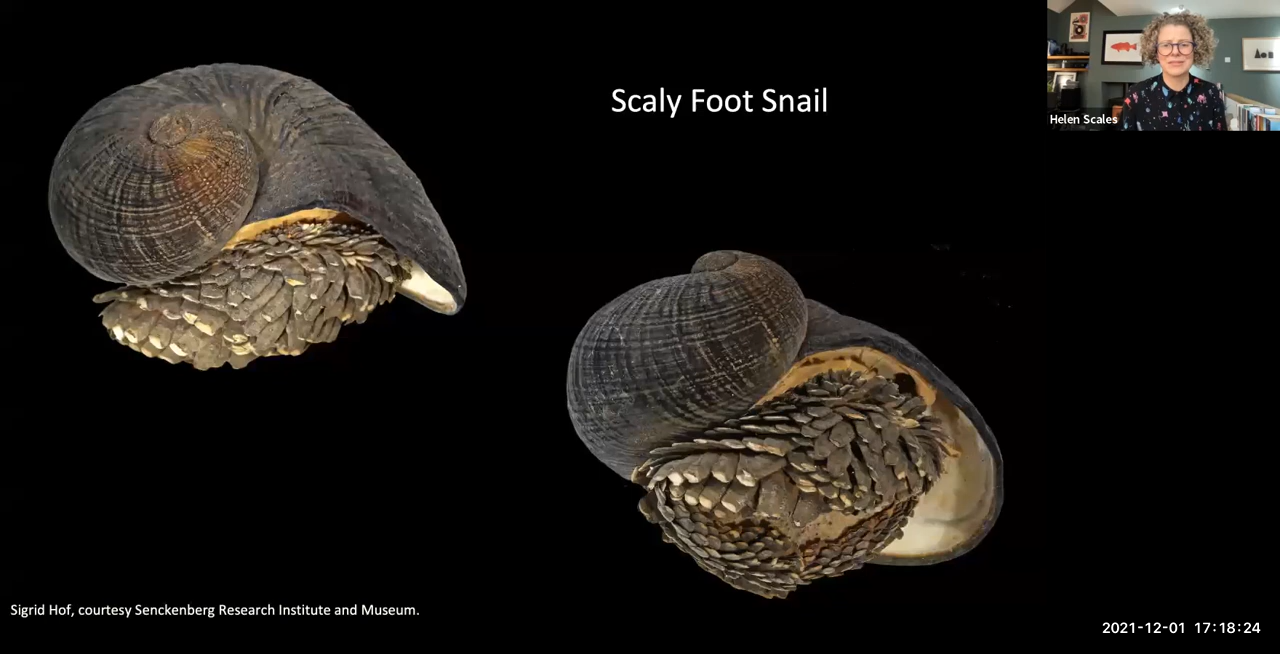 Scaly Foot Snail
Helen Scales
Sigrid Hof, courtesy Senckenberg Research Institute and Museum.
2021-12-01 17:18:24